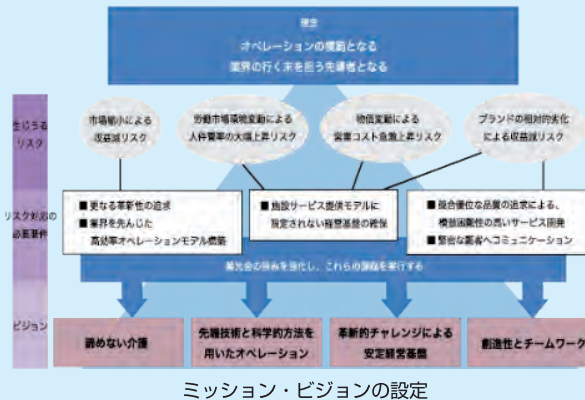 理念
オペレーションの模範となる
業界の行く末を担う先導者となる
生じうる
リスク
市場縮小による
収益減リスク
労働市場環境変動による
人件費率の大幅上昇リスク
物価変動による
営業コスト急激上昇リスク
ブランドの相対的劣化
による収益減リスク
リスク対応の
必要要件
■ 更なる革新性の追求
■ 業界を先んじた
高効率オペレーションモデル構築
■ 施設サービス提供モデルに
限定されない経営基盤の確保
■ 競合優位な品質の追求による、
模倣困難性の高いサービス開発
■ 緊密な顧客へコミュニケーション
善光会の強みを強化し、これらの課題を実行する
ビジョン
諦めない介護
先端技術と科学的方法を
用いたオペレーション
革新的チャレンジによる
安定経営基盤
創造性とチームワーク
ミッション・ビジョンの設定